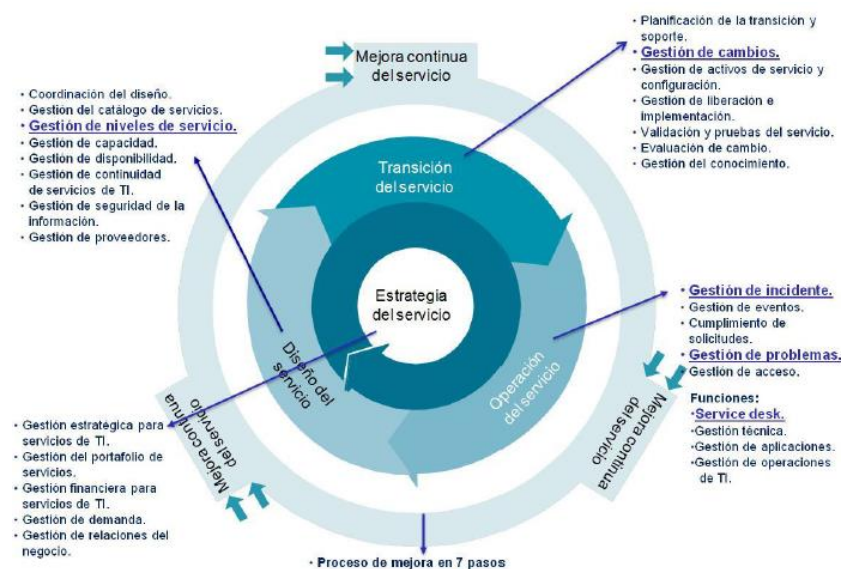 Mejora continua
del servicio
• Planificación de la transición y
soporte.
• Gestión de cambios.
• Gestión de activos de servicio y
configuración.
• Gestión de liberación e
implementación.
• Validación y pruebas del servicio.
• Evaluación de cambio.
• Gestión del conocimiento.
• Coordinación del diseño.
• Gestión del catálogo de servicios.
• Gestión de niveles de servicio.
• Gestión de capacidad.
• Gestión de disponibilidad.
• Gestión de continuidad
de servicios de TI.
• Gestión de seguridad de la
información.
• Gestión de proveedores.
Transición
del servicio
Estrategia
del servicio
Diseño del
servicio
Operación
del servicio
• Gestión de incidente.
• Gestión de eventos.
• Cumplimiento de
solicitudes.
• Gestión de problemas.
• Gestión de acceso.
Funciones:
•Service desk.
•Gestión técnica.
•Gestión de aplicaciones.
•Gestión de operaciones
de TI.
Mejora continua
del servicio
Mejora continua
del servicio
• Gestión estratégica para
servicios de TI.
• Gestión del portafolio de
servicios.
• Gestión financiera para
servicios de TI.
• Gestión de demanda.
• Gestión de relaciones del
negocio.
• Proceso de mejora en 7 pasos